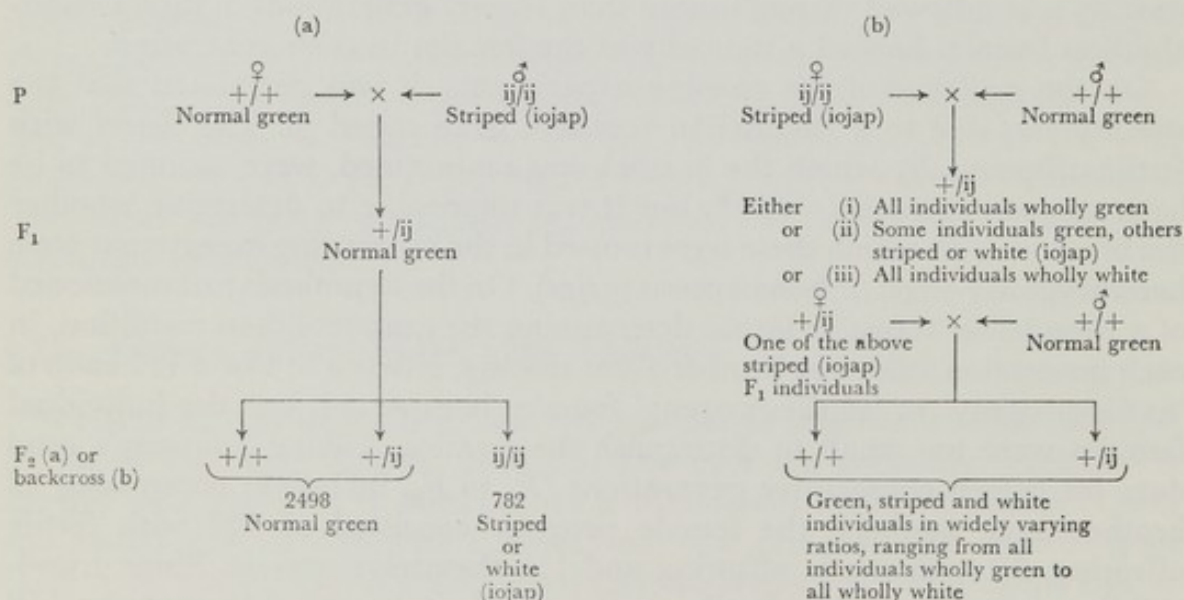 (a) (b)
P ♀ ♂ ♀ ♂
+/+ → × ← ij/ij ij/ij → × ← +/+
Normal green Striped (iojap) Striped (iojap) Normal green
+/ij
Either (i) All individuals wholly green
F₁ +/ij or (ii) Some individuals green, others
Normal green striped or white (iojap)
or (iii) All individuals wholly white
♀ ♂
+/ij → × ← +/+
One of the above Normal green
striped (iojap)
F₁ individuals
F₂ (a) or +/+ +/ij ij/ij +/+ +/ij
backcross (b)
2498 782 Green, striped and white
Normal green Striped individuals in widely varying
or ratios, ranging from all
white individuals wholly green to
(iojap) all wholly white